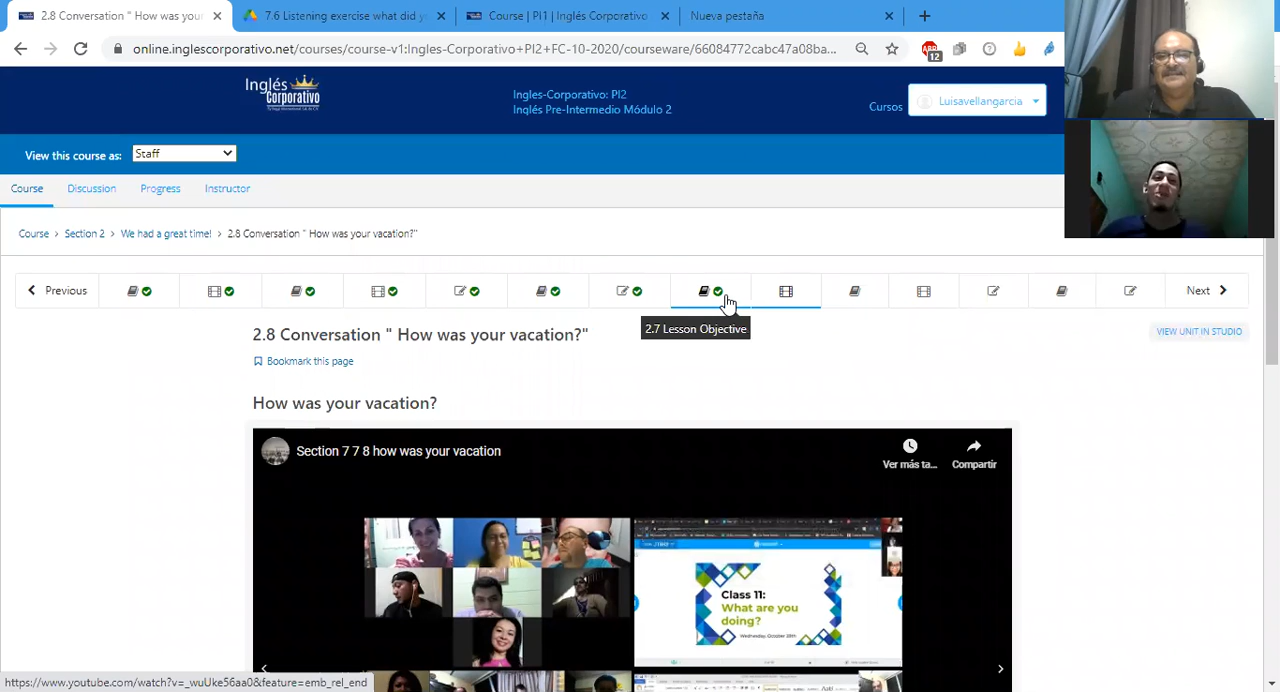 2.8 Conversation " How was your
7.6 Listening exercise what did y
Course | PI1 | Inglés Corporativo
Nueva pestaña
online.inglescorporativo.net/courses/course-v1:Ingles-Corporativo+PI2+FC-10-2020/courseware/66084772cabc47a08ba...
ABP
12
Inglés
Corporativo
Ingles-Corporativo: PI2
Inglés Pre-Intermedio Módulo 2
Cursos
Luisavellangarcia
View this course as:
Staff
Course
Discussion
Progress
Instructor
Course > Section 2 > We had a great time! > 2.8 Conversation " How was your vacation?"
Previous
Next
2.7 Lesson Objective
2.8 Conversation " How was your vacation?"
VIEW UNIT IN STUDIO
Bookmark this page
How was your vacation?
Section 7 7 8 how was your vacation
Ver más ta...
Compartir
Class 11:
What are you
doing?
Wednesday, October 28th
https://www.youtube.com/watch?v=_wuUke56aa0&feature=emb_rel_end